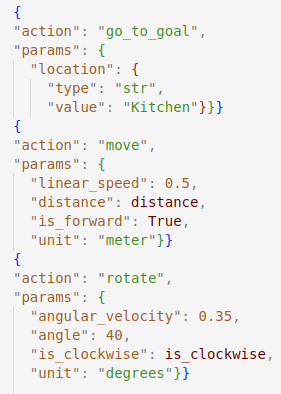 {
"action": "go_to_goal",
"params": {
  "location": {
    "type": "str",
    "value": "Kitchen"}}}
{
"action": "move",
"params": {
  "linear_speed": 0.5,
  "distance": distance,
  "is_forward": True,
  "unit": "meter"}}
{
"action": "rotate",
"params": {
  "angular_velocity": 0.35,
  "angle": 40,
  "is_clockwise": is_clockwise,
  "unit": "degrees"}}